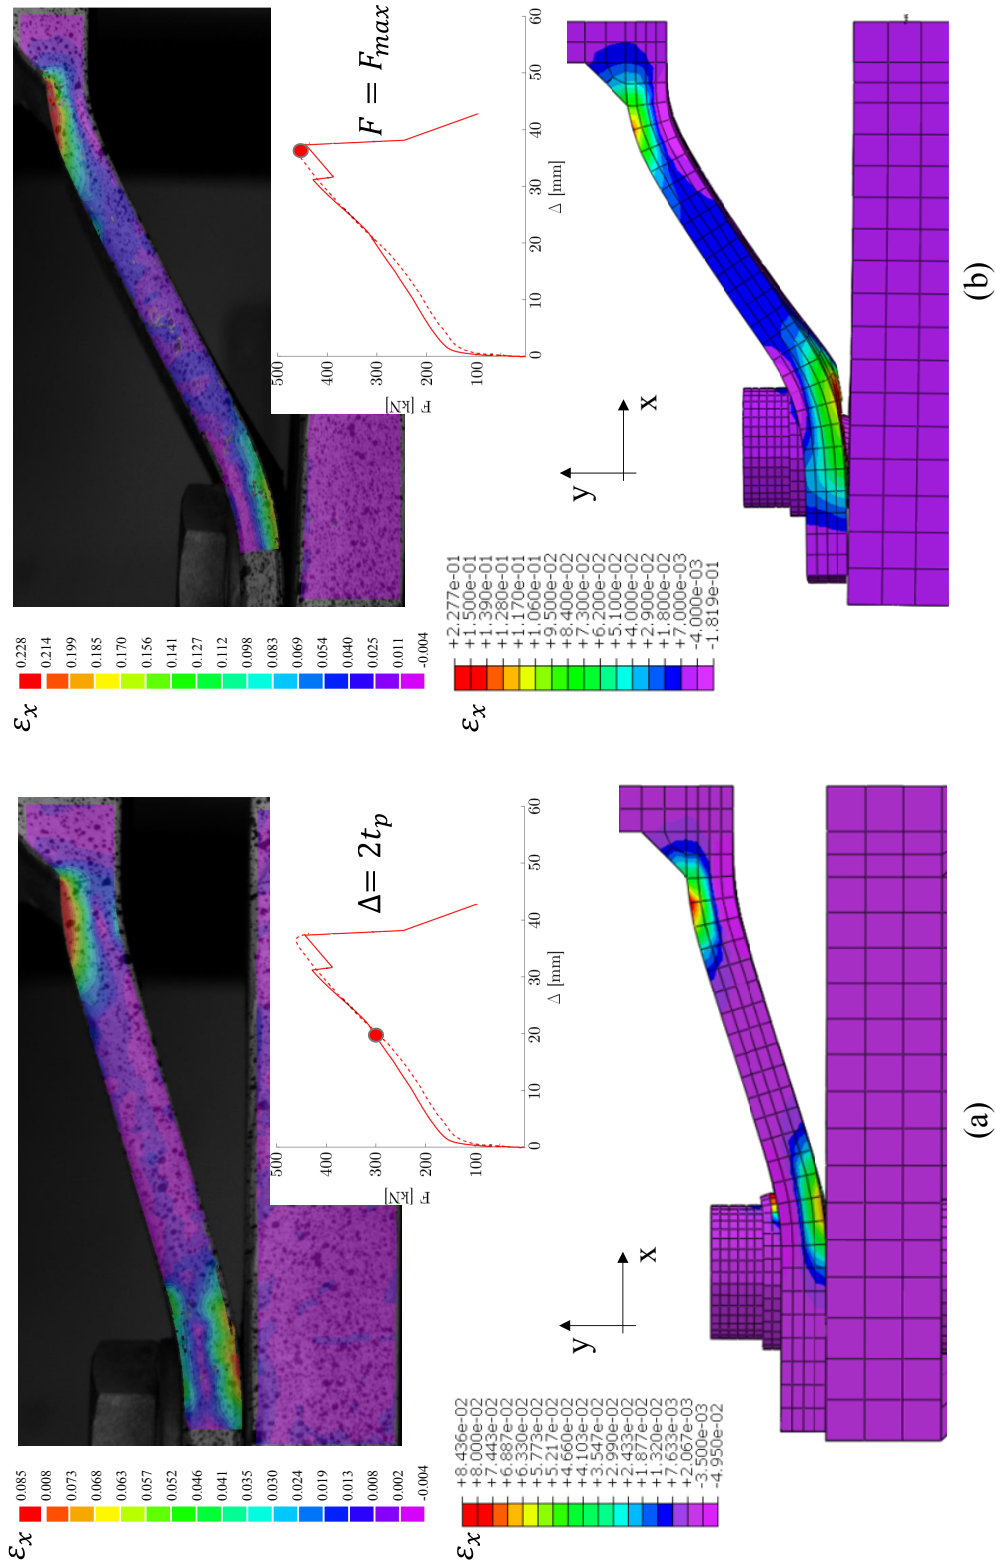 εx
0.085
0.008
0.073
0.068
0.063
0.057
0.052
0.046
0.041
0.035
0.030
0.024
0.019
0.013
0.008
0.002
-0.004
500
400
300
200
100
F [kN]
0 10 20 30 40 50 60
Δ [mm]
Δ= 2tp
εx
+8.436e-02
+8.000e-02
+7.443e-02
+6.887e-02
+6.330e-02
+5.773e-02
+5.217e-02
+4.660e-02
+4.103e-02
+3.547e-02
+2.990e-02
+2.433e-02
+1.877e-02
+1.320e-02
+7.633e-03
+2.067e-03
-3.500e-03
-4.950e-02
y
x
(a)
εx
0.228
0.214
0.199
0.185
0.170
0.156
0.141
0.127
0.112
0.098
0.083
0.069
0.054
0.040
0.025
0.011
-0.004
500
400
300
200
100
F [kN]
0 10 20 30 40 50 60
Δ [mm]
F = Fmax
εx
+2.277e-01
+1.500e-01
+1.390e-01
+1.280e-01
+1.170e-01
+1.060e-01
+9.500e-02
+8.400e-02
+7.300e-02
+6.200e-02
+5.100e-02
+4.000e-02
+2.900e-02
+1.800e-02
+7.000e-03
-4.000e-03
-1.819e-01
y
x
(b)